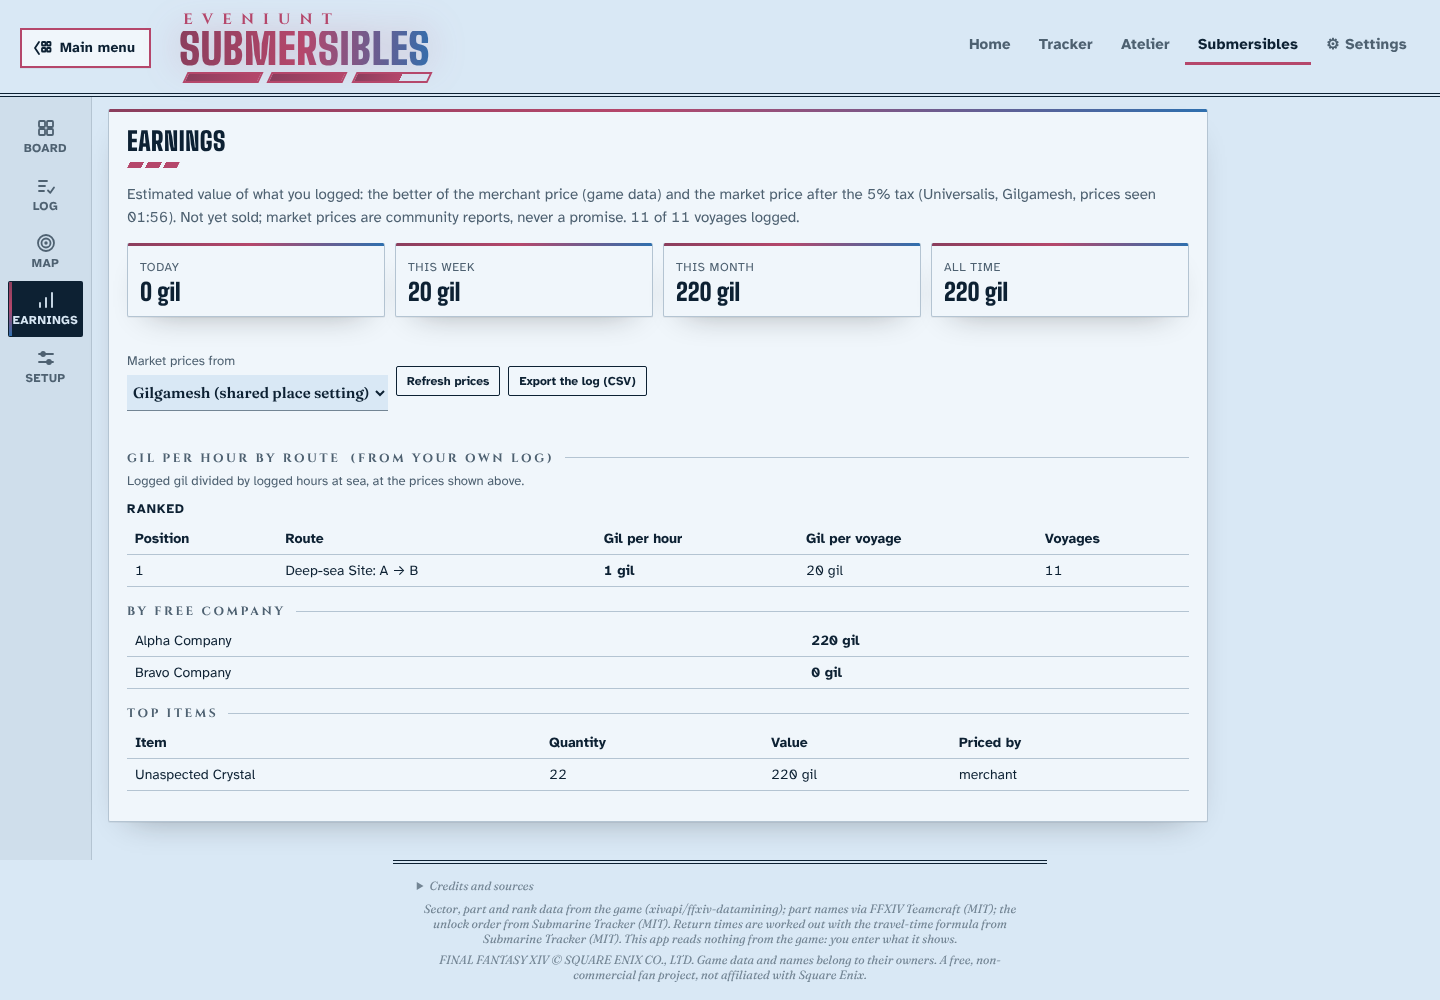 Main menu
EVENIUNT
SUBMERSIBLES
Home
Tracker
Atelier
Submersibles
⚙ Settings
BOARD
LOG
MAP
EARNINGS
SETUP
EARNINGS
Estimated value of what you logged: the better of the merchant price (game data) and the market price after the 5% tax (Universalis, Gilgamesh, prices seen
01:56). Not yet sold; market prices are community reports, never a promise. 11 of 11 voyages logged.
TODAY
0 gil
THIS WEEK
20 gil
THIS MONTH
220 gil
ALL TIME
220 gil
Market prices from
Gilgamesh (shared place setting)
Refresh prices
Export the log (CSV)
GIL PER HOUR BY ROUTE (FROM YOUR OWN LOG)
Logged gil divided by logged hours at sea, at the prices shown above.
RANKED
Position Route Gil per hour Gil per voyage Voyages
1 Deep-sea Site: A → B 1 gil 20 gil 11
BY FREE COMPANY
Alpha Company 220 gil
Bravo Company 0 gil
TOP ITEMS
Item Quantity Value Priced by
Unaspected Crystal 22 220 gil merchant
▶ Credits and sources
Sector, part and rank data from the game (xivapi/ffxiv-datamining); part names via FFXIV Teamcraft (MIT); the
unlock order from Submarine Tracker (MIT). Return times are worked out with the travel-time formula from
Submarine Tracker (MIT). This app reads nothing from the game: you enter what it shows.
FINAL FANTASY XIV © SQUARE ENIX CO., LTD. Game data and names belong to their owners. A free, non-
commercial fan project, not affiliated with Square Enix.